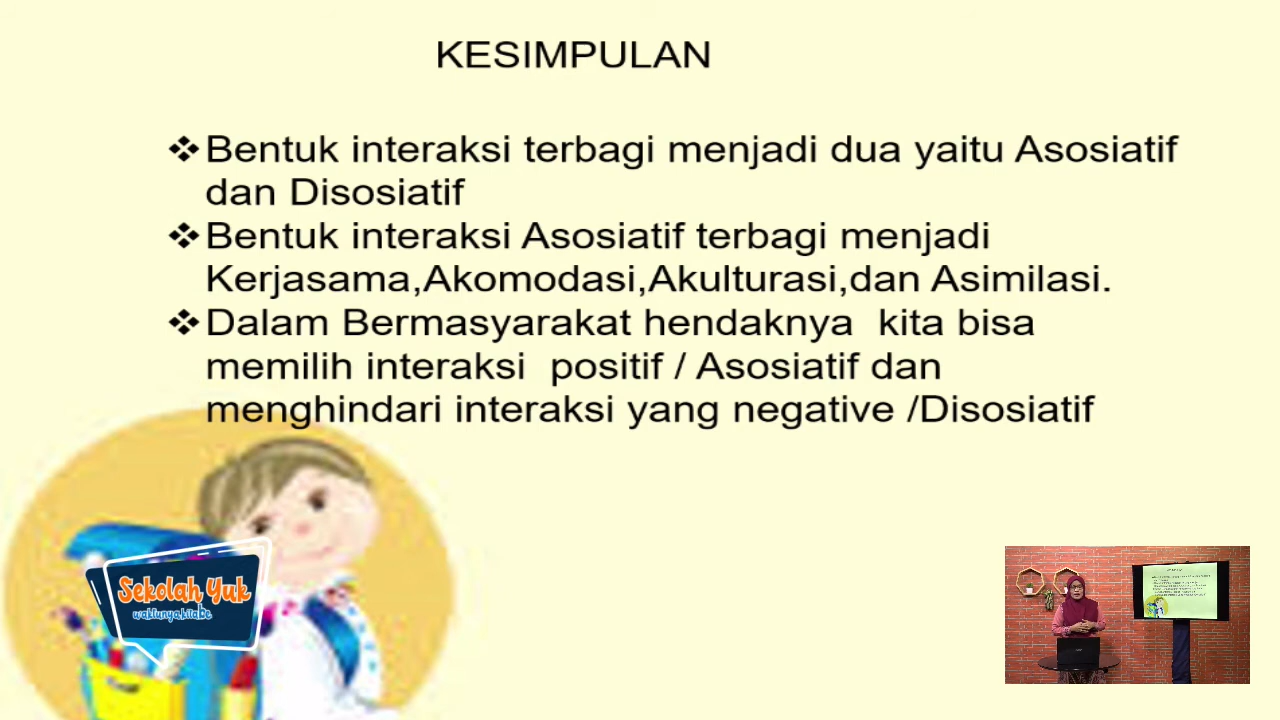 KESIMPULAN
❖Bentuk interaksi terbagi menjadi dua yaitu Asosiatif
dan Disosiatif
❖Bentuk interaksi Asosiatif terbagi menjadi
Kerjasama,Akomodasi,Akulturasi,dan Asimilasi.
❖Dalam Bermasyarakat hendaknya kita bisa
memilih interaksi positif / Asosiatif dan
menghindari interaksi yang negative /Disosiatif
Sekolah Yuk